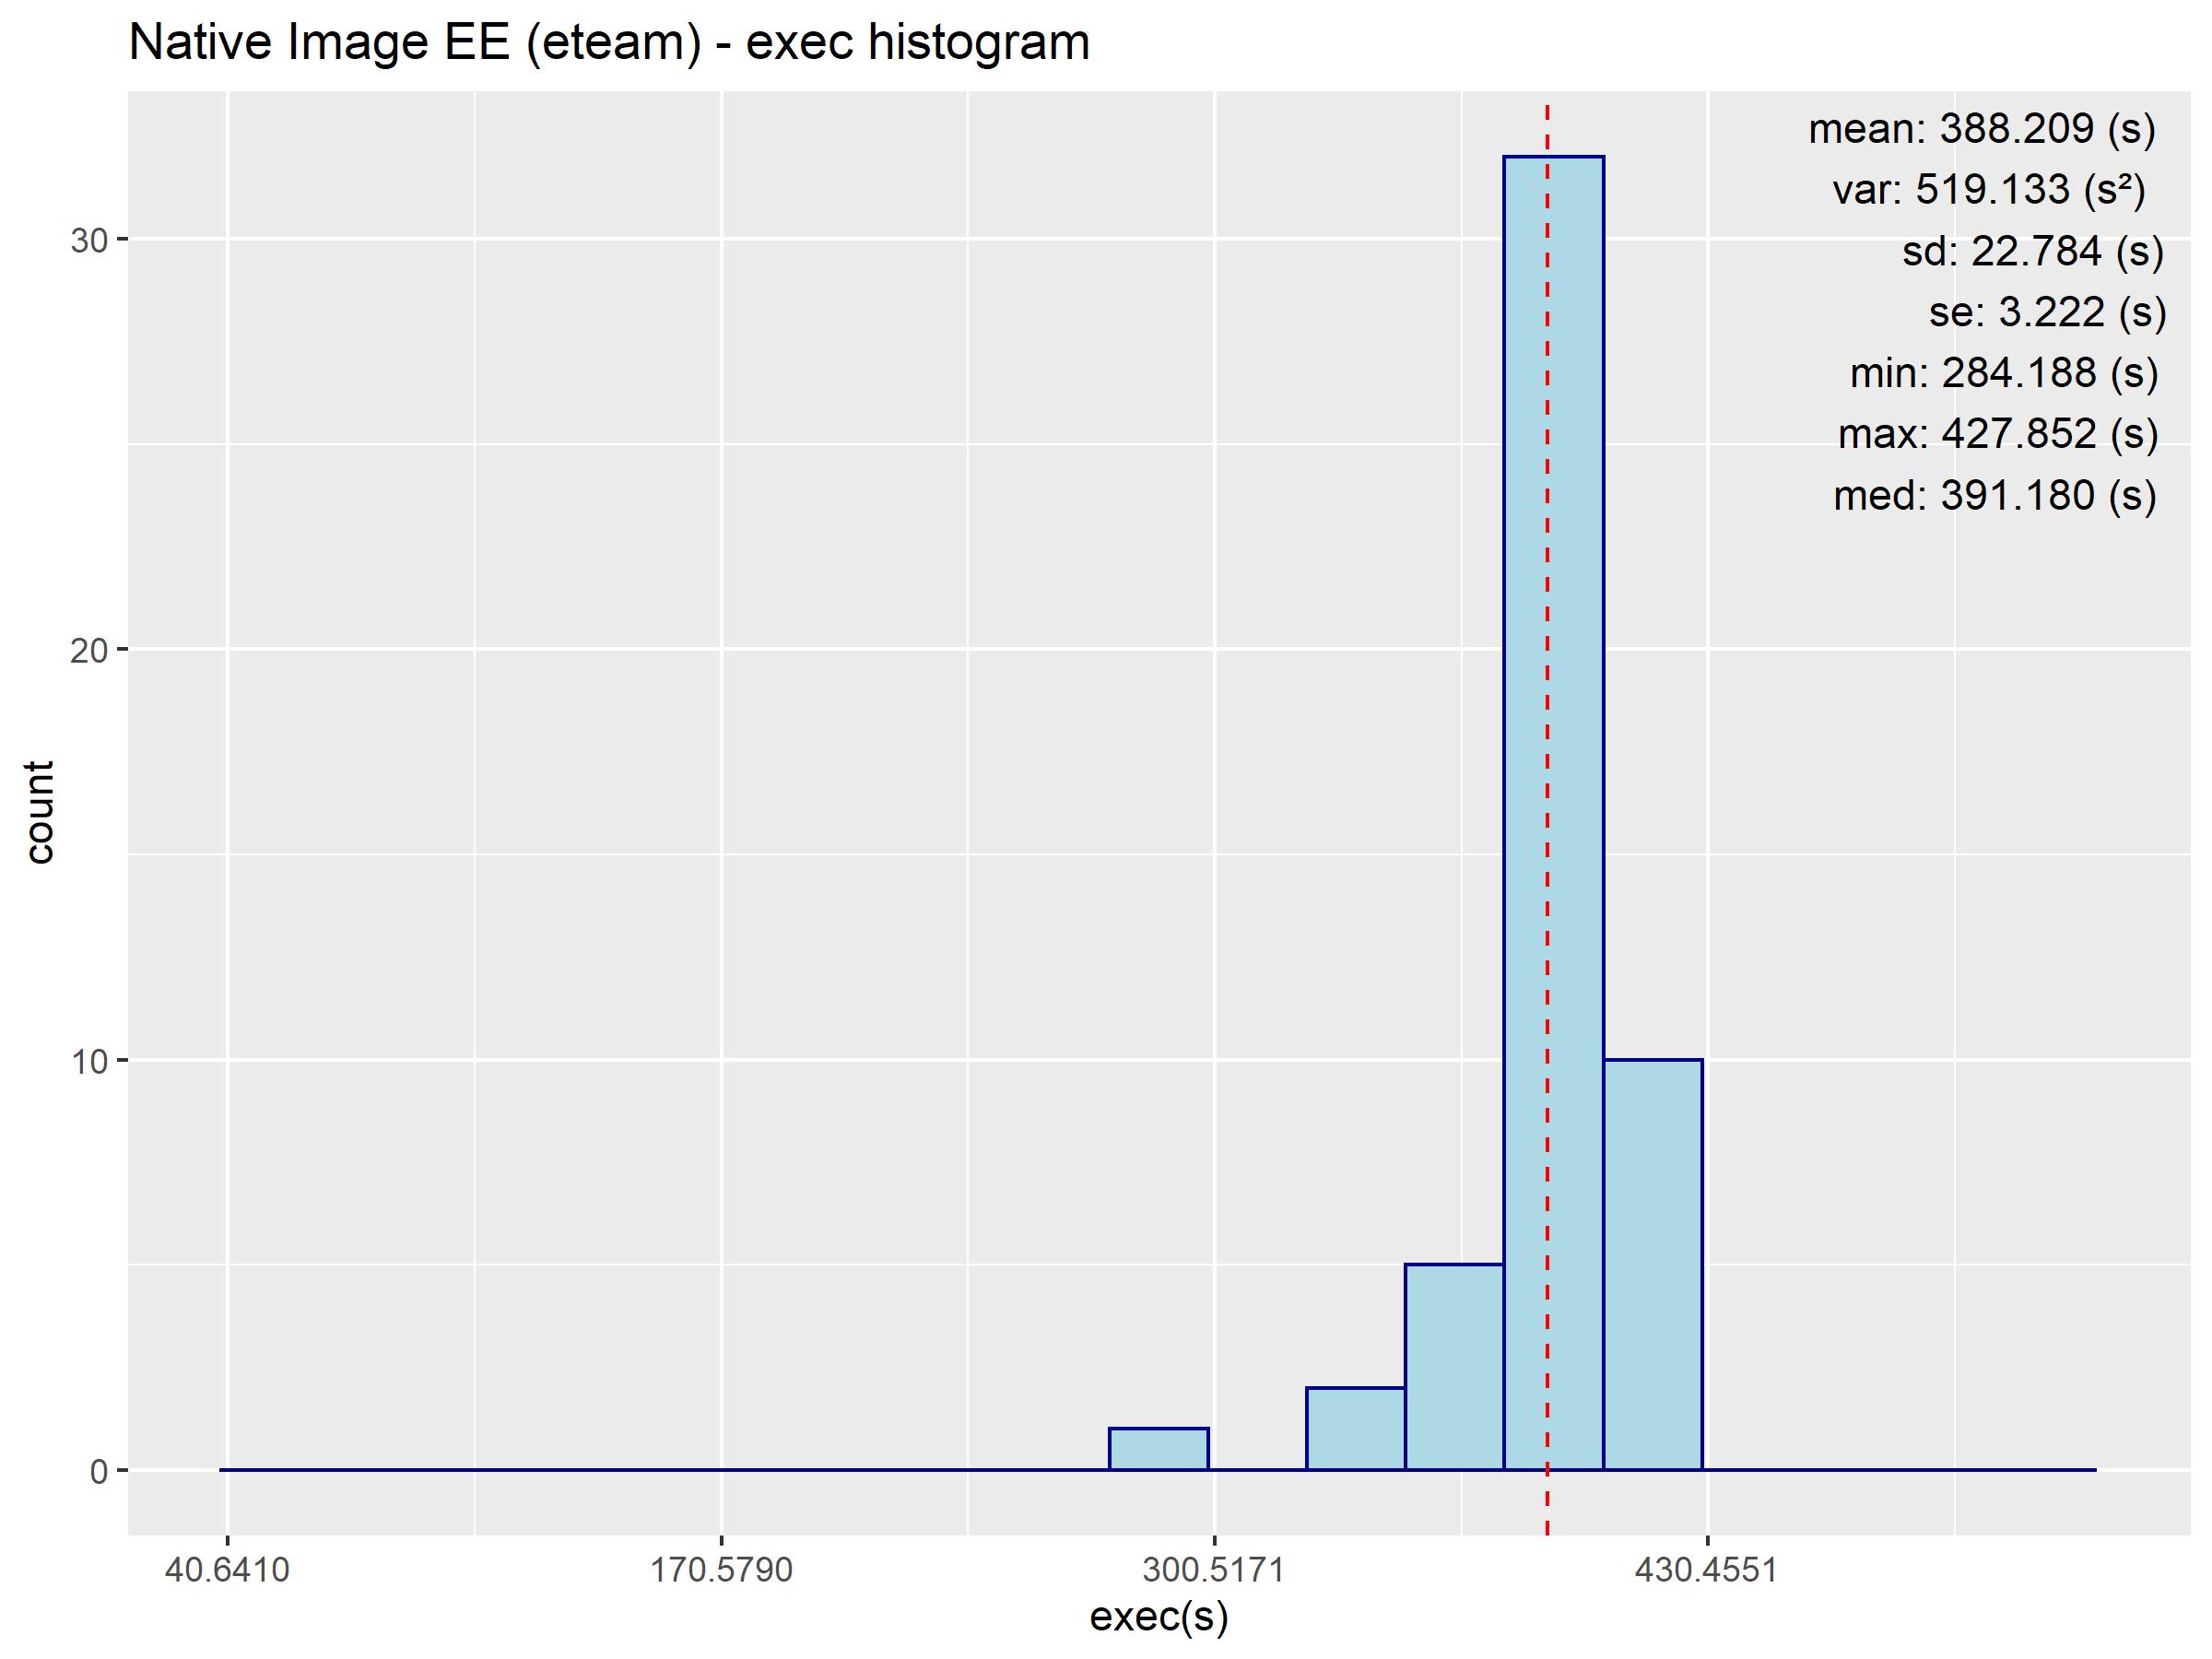 Native Image EE (eteam) - exec histogram
mean: 388.209 (s)
var: 519.133 (s²)
sd: 22.784 (s)
se: 3.222 (s)
min: 284.188 (s)
max: 427.852 (s)
med: 391.180 (s)
30
20
10
0
count
40.6410 170.5790 300.5171 430.4551
exec(s)